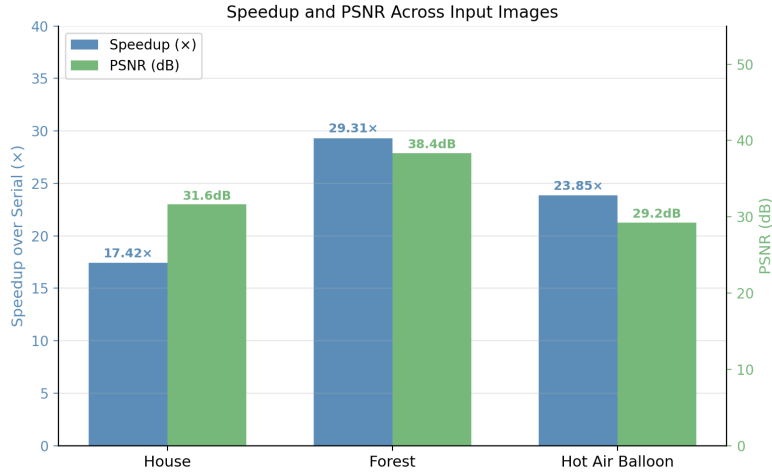 Speedup and PSNR Across Input Images
Speedup (×)
PSNR (dB)
40
35
30
25
20
15
10
5
0
Speedup over Serial (×)
17.42×
31.6dB
29.31×
38.4dB
23.85×
29.2dB
50
40
30
20
10
0
PSNR (dB)
House
Forest
Hot Air Balloon